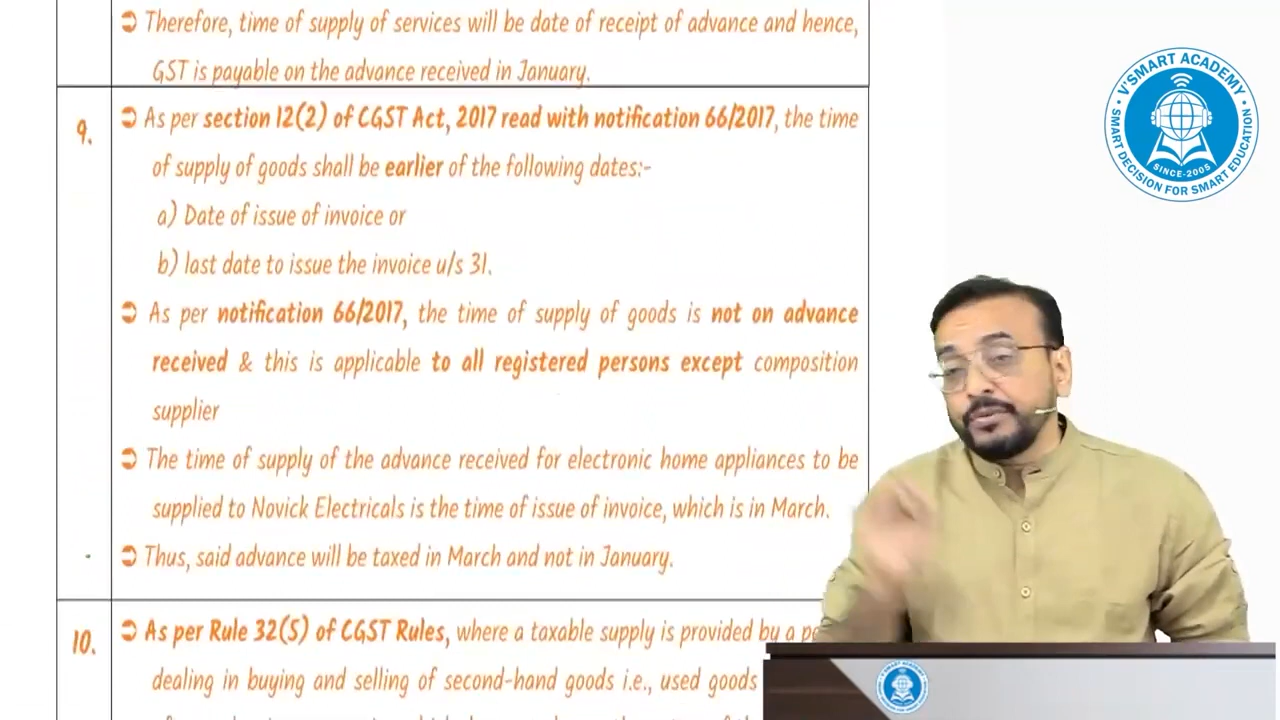 ➲ Therefore, time of supply of services will be date of receipt of advance and hence,
GST is payable on the advance received in January.
9.
➲ As per section 12(2) of CGST Act, 2017 read with notification 66/2017, the time
of supply of goods shall be earlier of the following dates:-
a) Date of issue of invoice or
b) last date to issue the invoice u/s 31.
➲ As per notification 66/2017, the time of supply of goods is not on advance
received & this is applicable to all registered persons except composition
supplier
➲ The time of supply of the advance received for electronic home appliances to be
supplied to Novick Electricals is the time of issue of invoice, which is in March.
➲ Thus, said advance will be taxed in March and not in January.
10.
➲ As per Rule 32(5) of CGST Rules, where a taxable supply is provided by a
dealing in buying and selling of second-hand goods i.e., used goods
V'SMART ACADEMY
SINCE-2005
SMART DECISION FOR SMART EDUCATION